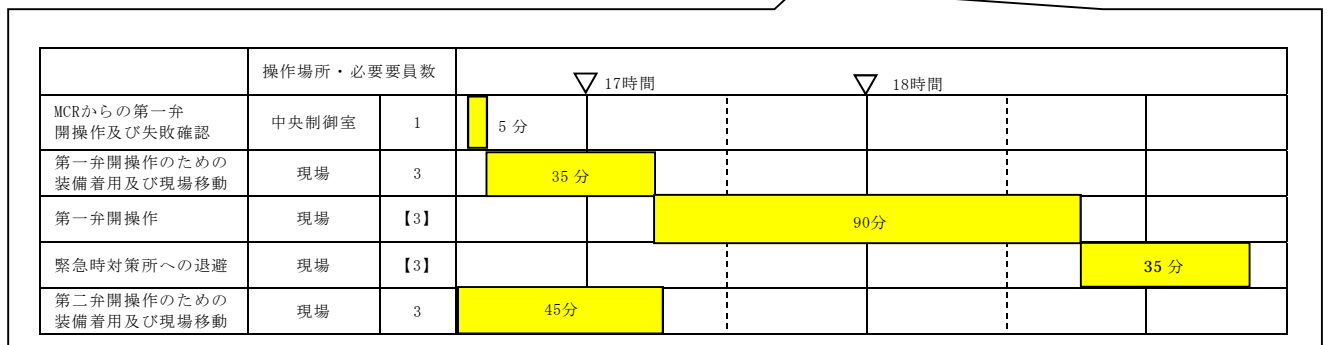 操作場所・必要要員数
▽ 17時間
▽ 18時間
MCRからの第一弁
開操作及び失敗確認
中央制御室
1
5 分
第一弁開操作のための
装備着用及び現場移動
現場
3
35 分
第一弁開操作
現場
【3】
90分
緊急時対策所への退避
現場
【3】
35 分
第二弁開操作のための
装備着用及び現場移動
現場
3
45分